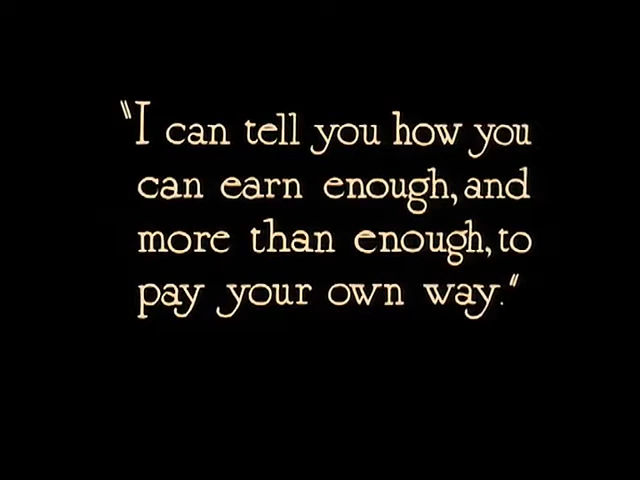 "I can tell you how you
can earn enough, and
more than enough, to
pay your own way."